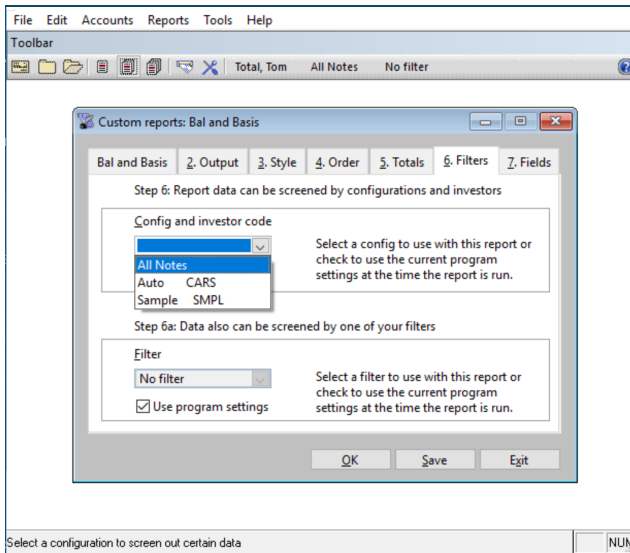 File Edit Accounts Reports Tools Help
Toolbar
Total, Tom All Notes No filter
Custom reports: Bal and Basis
Bal and Basis 2. Output 3. Style 4. Order 5. Totals 6. Filters 7. Fields
Step 6: Report data can be screened by configurations and investors
Config and investor code
All Notes
Auto CARS
Sample SMPL
Select a config to use with this report or
check to use the current program
settings at the time the report is run.
Step 6a: Data also can be screened by one of your filters
Filter
No filter
Use program settings
Select a filter to use with this report or
check to use the current program
settings at the time the report is run.
OK Save Exit
Select a configuration to screen out certain data